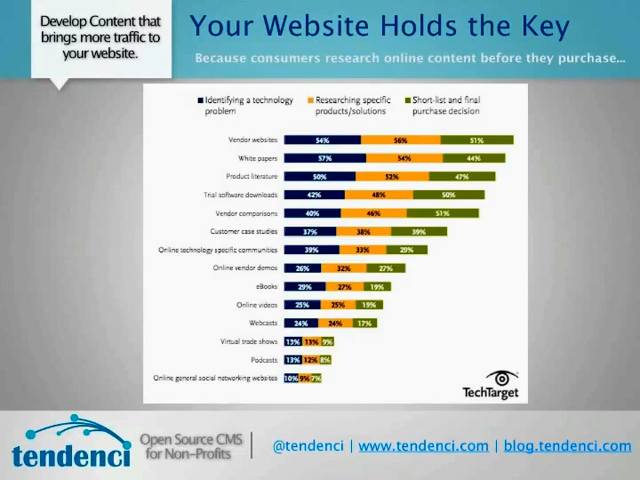 Develop Content that
brings more traffic to
your website.
Your Website Holds the Key
Because consumers research online content before they purchase...
Identifying a technology
problem
Researching specific
products/solutions
Short-list and final
purchase decision
Vendor websites 54% 56% 51%
White papers 57% 54% 44%
Product literature 50% 52% 47%
Trial software downloads 42% 48% 50%
Vendor comparisons 40% 46% 51%
Customer case studies 37% 38% 39%
Online technology specific communities 39% 33% 29%
Online vendor demos 26% 32% 27%
eBooks 29% 27% 19%
Online videos 25% 25% 19%
Webcasts 24% 24% 17%
Virtual trade shows 13% 13% 9%
Podcasts 13% 12% 8%
Online general social networking websites 10% 9% 7%
TechTarget
tendenci
Open Source CMS
for Non-Profits
@tendenci | www.tendenci.com | blog.tendenci.com